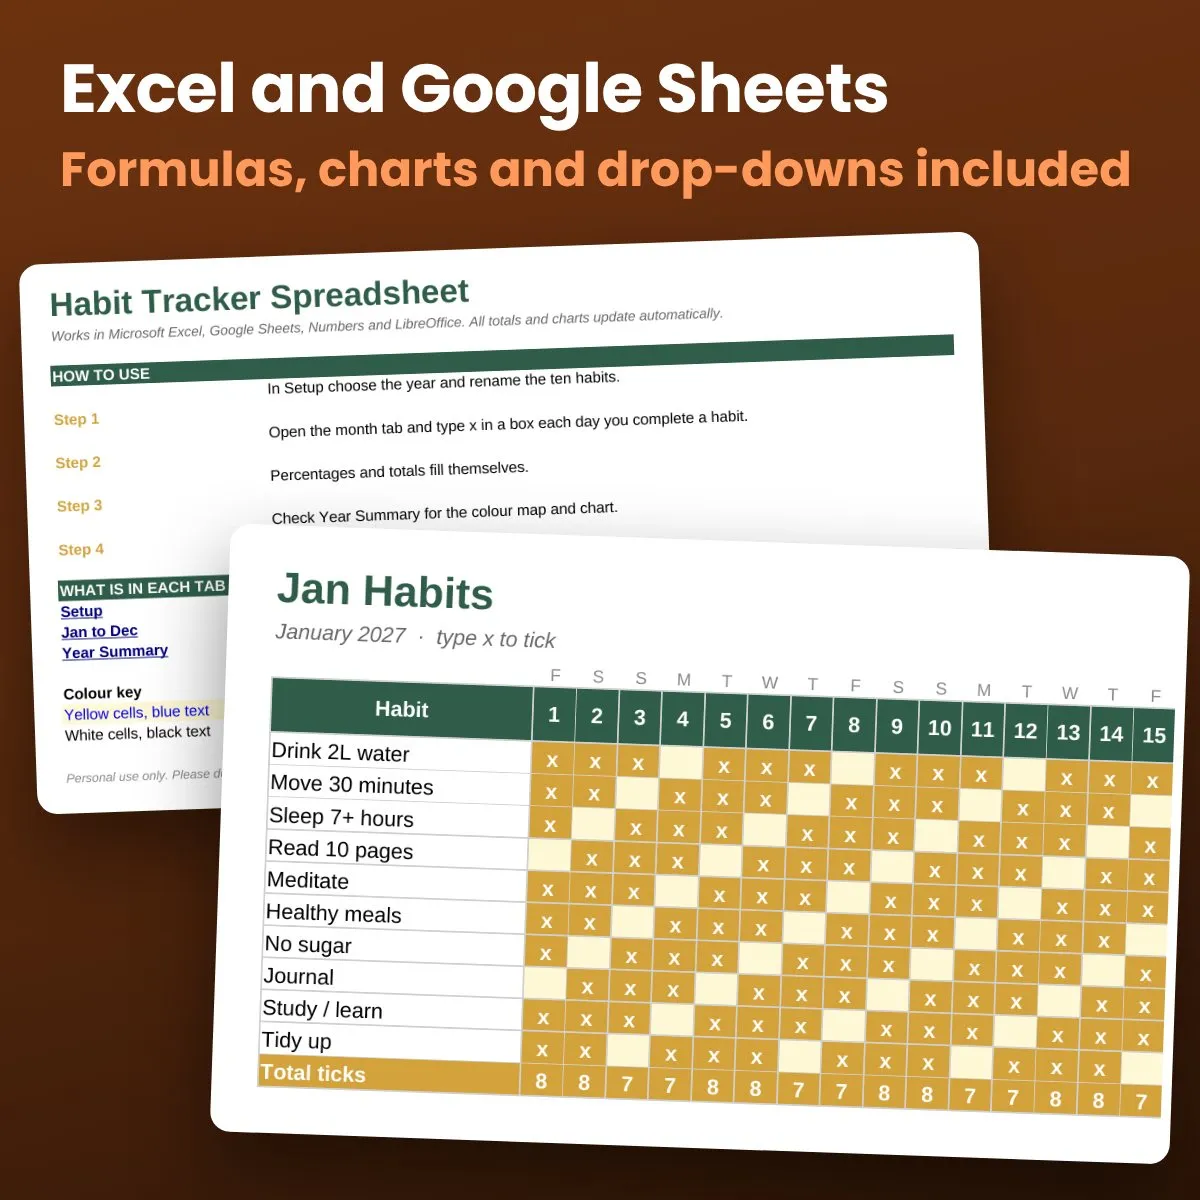 Excel and Google Sheets
Formulas, charts and drop-downs included
Habit Tracker Spreadsheet
Works in Microsoft Excel, Google Sheets, Numbers and LibreOffice. All totals and charts update automatically.
HOW TO USE
In Setup choose the year and rename the ten habits.
Step 1
Open the month tab and type x in a box each day you complete a habit.
Step 2
Percentages and totals fill themselves.
Step 3
Check Year Summary for the colour map and chart.
Step 4
WHAT IS IN EACH TAB
Setup
Jan to Dec
Year Summary
Colour key
Yellow cells, blue text
White cells, black text
Personal use only. Please
Jan Habits
January 2027 · type x to tick
F S S M T W T F S S M T W T F
Habit 1 2 3 4 5 6 7 8 9 10 11 12 13 14 15
Drink 2L water x x x x x x x x x x x x
Move 30 minutes x x x x x x x x x x x
Sleep 7+ hours x x x x x x x x x x x
Read 10 pages x x x x x x x x x x x
Meditate x x x x x x x x x x x x
Healthy meals x x x x x x x x x x x
No sugar x x x x x x x x x x x
Journal x x x x x x x x x x x
Study / learn x x x x x x x x x x x x
Tidy up x x x x x x x x x x x
Total ticks 8 8 7 7 8 8 7 7 8 8 7 7 8 8 7